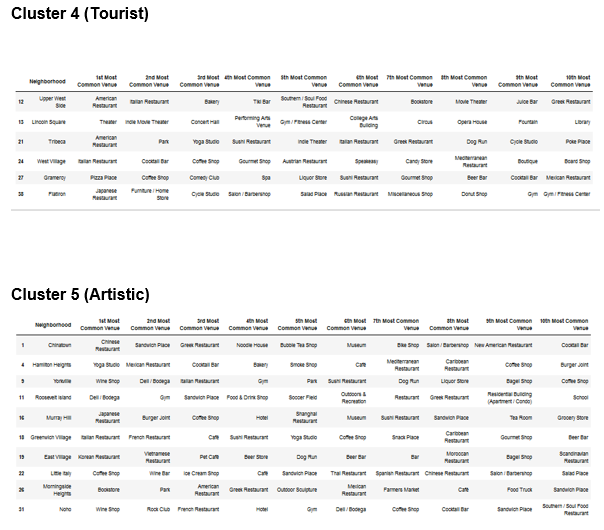 Cluster 4 (Tourist)
Neighborhood 1st Most Common Venue 2nd Most Common Venue 3rd Most Common Venue 4th Most Common Venue 5th Most Common Venue 6th Most Common Venue 7th Most Common Venue 8th Most Common Venue 9th Most Common Venue 10th Most Common Venue
12 Upper West Side American Restaurant Italian Restaurant Bakery Tiki Bar Southern / Soul Food Restaurant Chinese Restaurant Bookstore Movie Theater Juice Bar Greek Restaurant
13 Lincoln Square Theater Indie Movie Theater Concert Hall Performing Arts Venue Gym / Fitness Center College Arts Building Circus Opera House Fountain Library
21 Tribeca American Restaurant Park Yoga Studio Sushi Restaurant Indie Theater Italian Restaurant Greek Restaurant Dog Run Cycle Studio Poke Place
24 West Village Italian Restaurant Cocktail Bar Coffee Shop Gourmet Shop Austrian Restaurant Speakeasy Candy Store Mediterranean Restaurant Boutique Board Shop
27 Gramercy Pizza Place Coffee Shop Comedy Club Spa Liquor Store Sushi Restaurant Gourmet Shop Beer Bar Cocktail Bar Mexican Restaurant
38 Flatiron Japanese Restaurant Furniture / Home Store Cycle Studio Salon / Barbershop Salad Place Russian Restaurant Miscellaneous Shop Donut Shop Gym Gym / Fitness Center
Cluster 5 (Artistic)
Neighborhood 1st Most Common Venue 2nd Most Common Venue 3rd Most Common Venue 4th Most Common Venue 5th Most Common Venue 6th Most Common Venue 7th Most Common Venue 8th Most Common Venue 9th Most Common Venue 10th Most Common Venue
1 Chinatown Chinese Restaurant Sandwich Place Greek Restaurant Noodle House Bubble Tea Shop Museum Bike Shop Salon / Barbershop New American Restaurant Cocktail Bar
4 Hamilton Heights Yoga Studio Mexican Restaurant Cocktail Bar Bakery Smoke Shop Café Mediterranean Restaurant Caribbean Restaurant Coffee Shop Burger Joint
9 Yorkville Wine Shop Deli / Bodega Italian Restaurant Gym Park Sushi Restaurant Dog Run Liquor Store Bagel Shop Coffee Shop
11 Roosevelt Island Deli / Bodega Gym Sandwich Place Food & Drink Shop Soccer Field Outdoors & Recreation Restaurant Greek Restaurant Residential Building (Apartment / Condo) School
16 Murray Hill Japanese Restaurant Burger Joint Coffee Shop Hotel Shanghai Restaurant Museum Sushi Restaurant Sandwich Place Tea Room Grocery Store
18 Greenwich Village Italian Restaurant French Restaurant Café Sushi Restaurant Yoga Studio Coffee Shop Snack Place Caribbean Restaurant Gourmet Shop Beer Bar
19 East Village Korean Restaurant Vietnamese Restaurant Pet Café Beer Store Dog Run Beer Bar Bar Moroccan Restaurant Bagel Shop Scandinavian Restaurant
22 Little Italy Coffee Shop Wine Bar Ice Cream Shop Café Sandwich Place Thai Restaurant Spanish Restaurant Chinese Restaurant Salon / Barbershop Salad Place
26 Morningside Heights Bookstore Park American Restaurant Greek Restaurant Outdoor Sculpture Mexican Restaurant Farmers Market Café Food Truck Sandwich Place
31 Noho Wine Shop Rock Club French Restaurant Hotel Gym Deli / Bodega Coffee Shop Cocktail Bar Sandwich Place Southern / Soul Food Restaurant